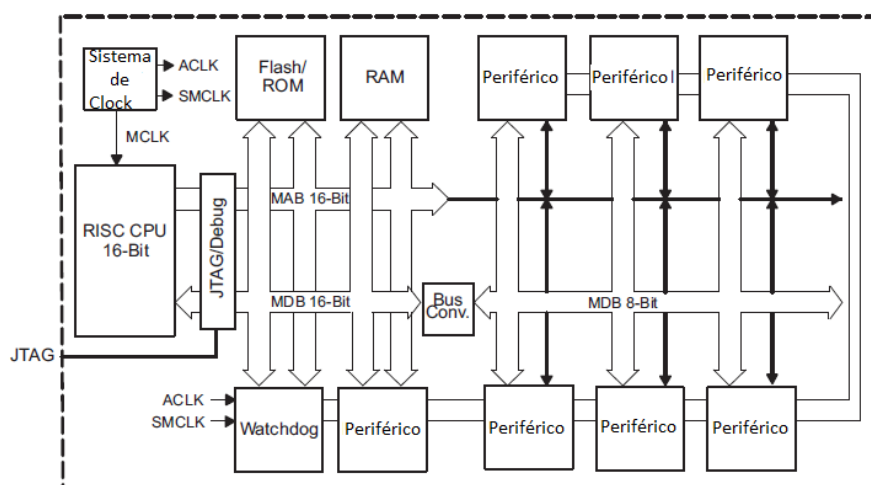 Sistema
de
Clock
ACLK
SMCLK
MCLK
Flash/
ROM
RAM
Periférico
Periférico l
Periférico
RISC CPU
16-Bit
JTAG/Debug
MAB 16-Bit
MDB 16-Bit
Bus
Conv.
MDB 8-Bit
JTAG
ACLK
SMCLK
Watchdog
Periférico
Periférico
Periférico
Periférico